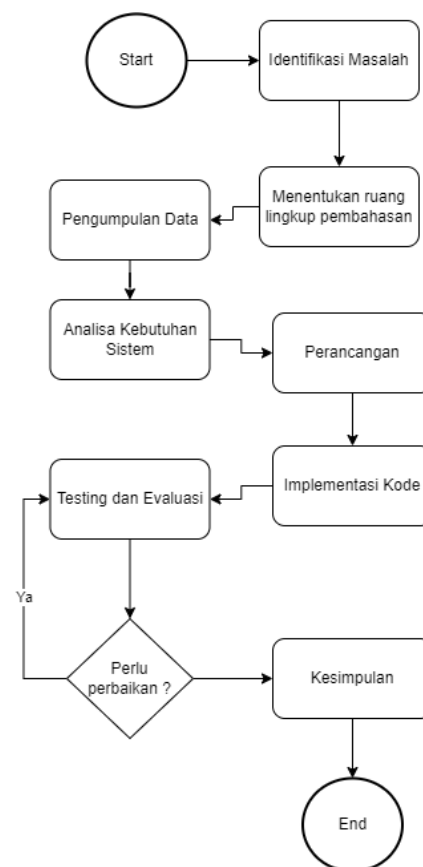 Start
Identifikasi Masalah
Menentukan ruang
lingkup pembahasan
Pengumpulan Data
Analisa Kebutuhan
Sistem
Perancangan
Implementasi Kode
Testing dan Evaluasi
Ya
Perlu
perbaikan ?
Kesimpulan
End